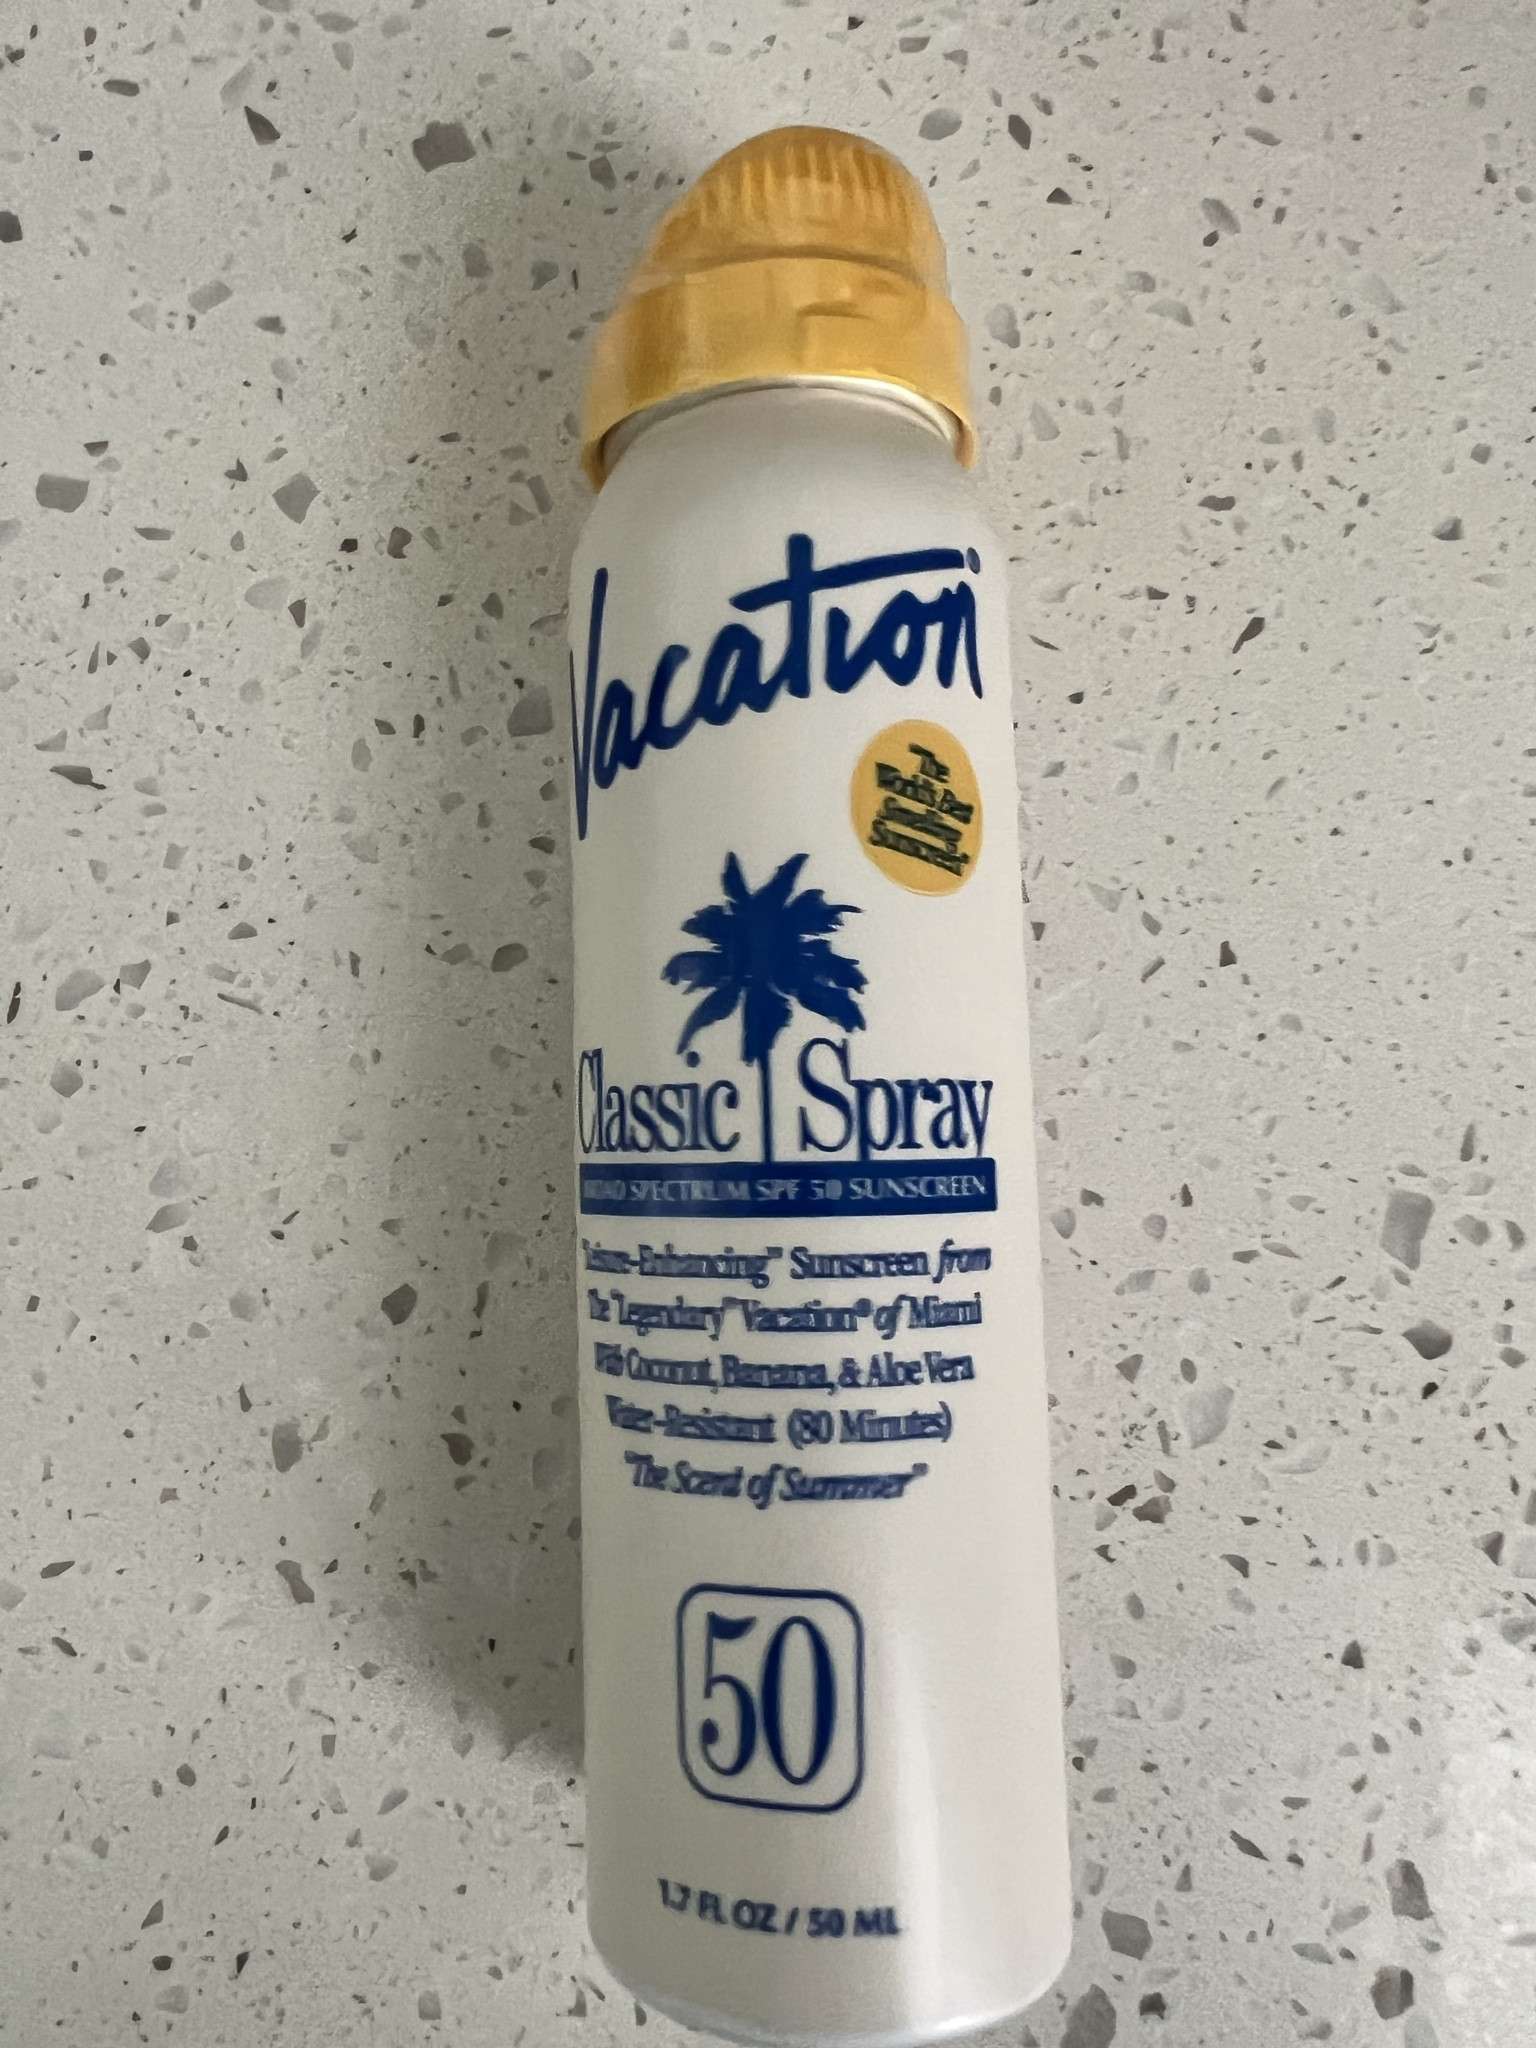 Vacation®
The
World's Best
Smelling
Sunscreen
Classic Spray
BROAD SPECTRUM SPF 50 SUNSCREEN
"Leisure-Enhancing" Sunscreen from
the "Legendary" Vacation® of Miami
With Coconut, Banana, & Aloe Vera
Water-Resistant (80 Minutes)
"The Scent of Summer"
50
1.7 FL OZ / 50 ML